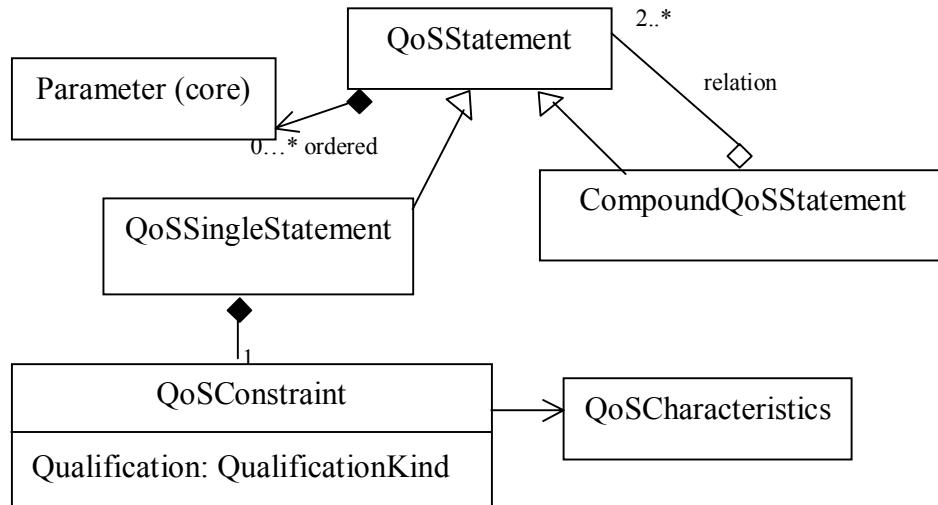 2..*
QoSStatement
Parameter (core)
relation
0…* ordered
CompoundQoSStatement
QoSSingleStatement
1
QoSConstraint
QoSCharacteristics
Qualification: QualificationKind